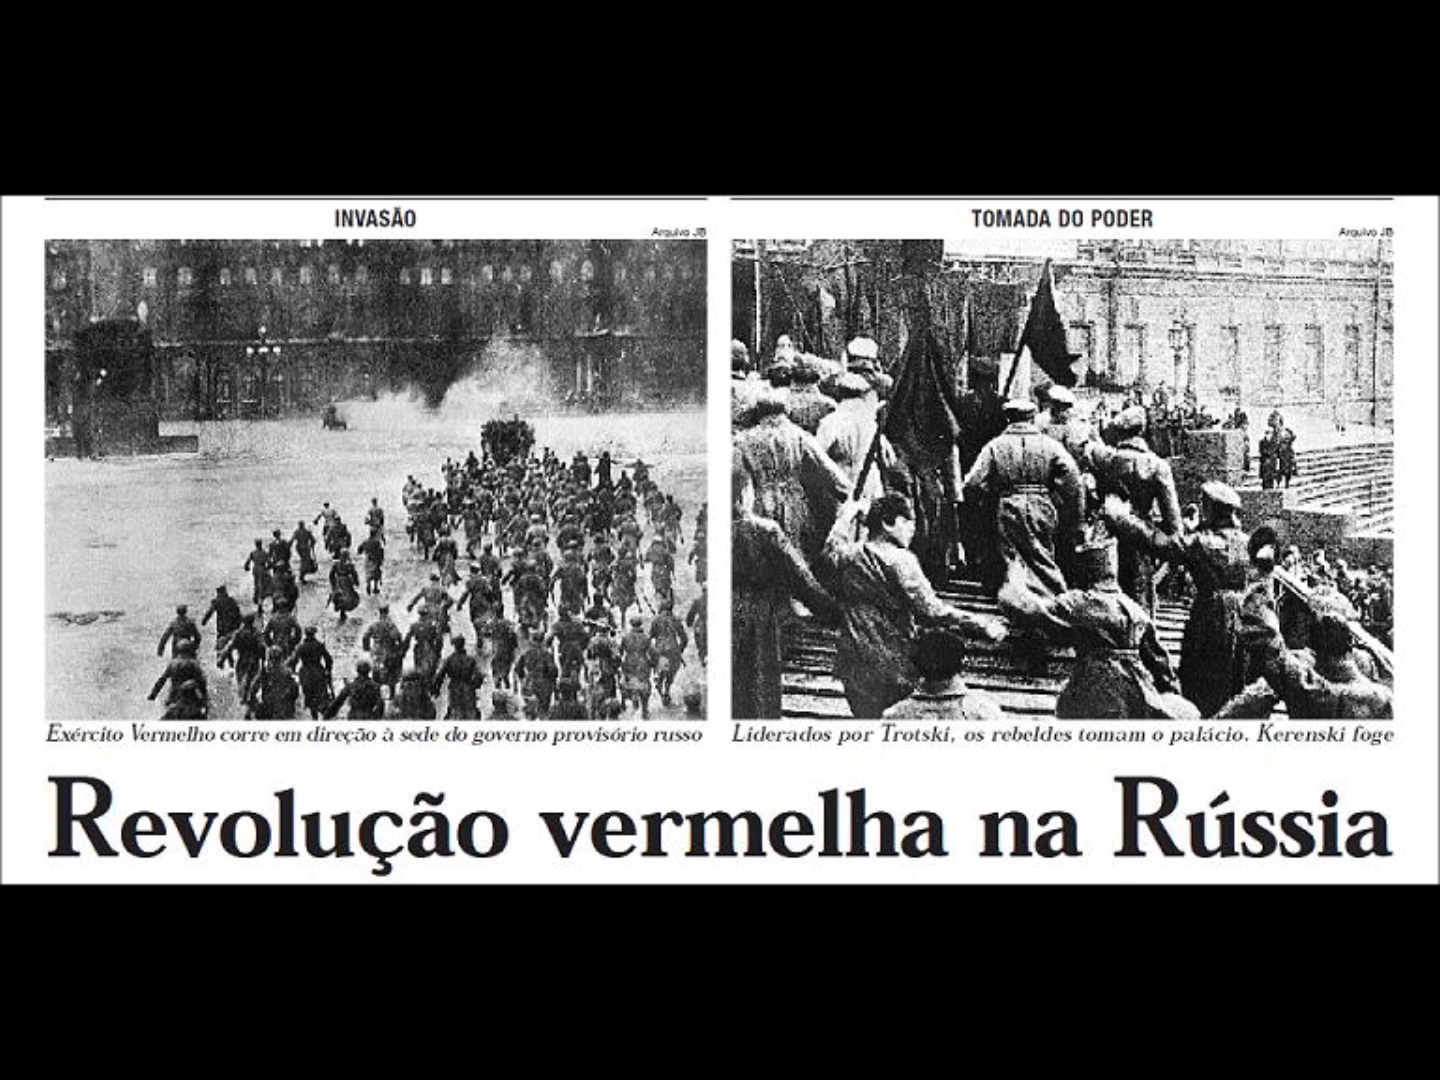 INVASÃO
Arquivo JB
TOMADA DO PODER
Arquivo JB
Exército Vermelho corre em direção à sede do governo provisório russo
Liderados por Trotski, os rebeldes tomam o palácio. Kerenski foge
Revolução vermelha na Rússia